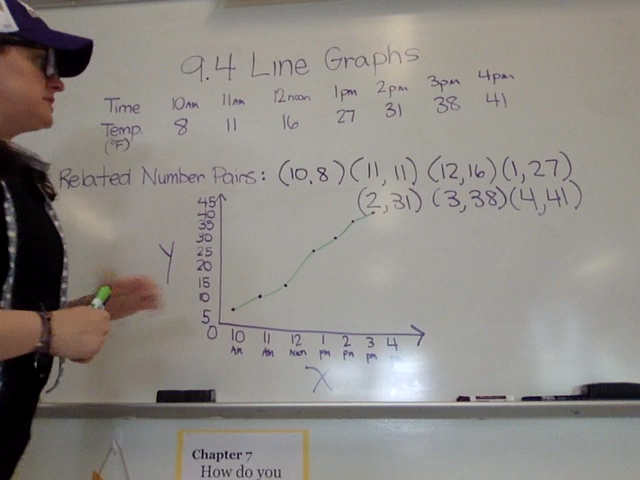 9.4 Line Graphs
Time 10AM 11AM 12noon 1pm 2pm 3pm 4pm
Temp. 8 11 16 27 31 38 41
(°F)
Related Number Pairs: (10,8) (11,11) (12,16) (1,27)
(2,31) (3,38) (4,41)
45
40
35
30
25
20
15
10
5
0
Y
10 11 12 1 2 3 4
AM AM Noon pm pm pm
X
Chapter 7
How do you